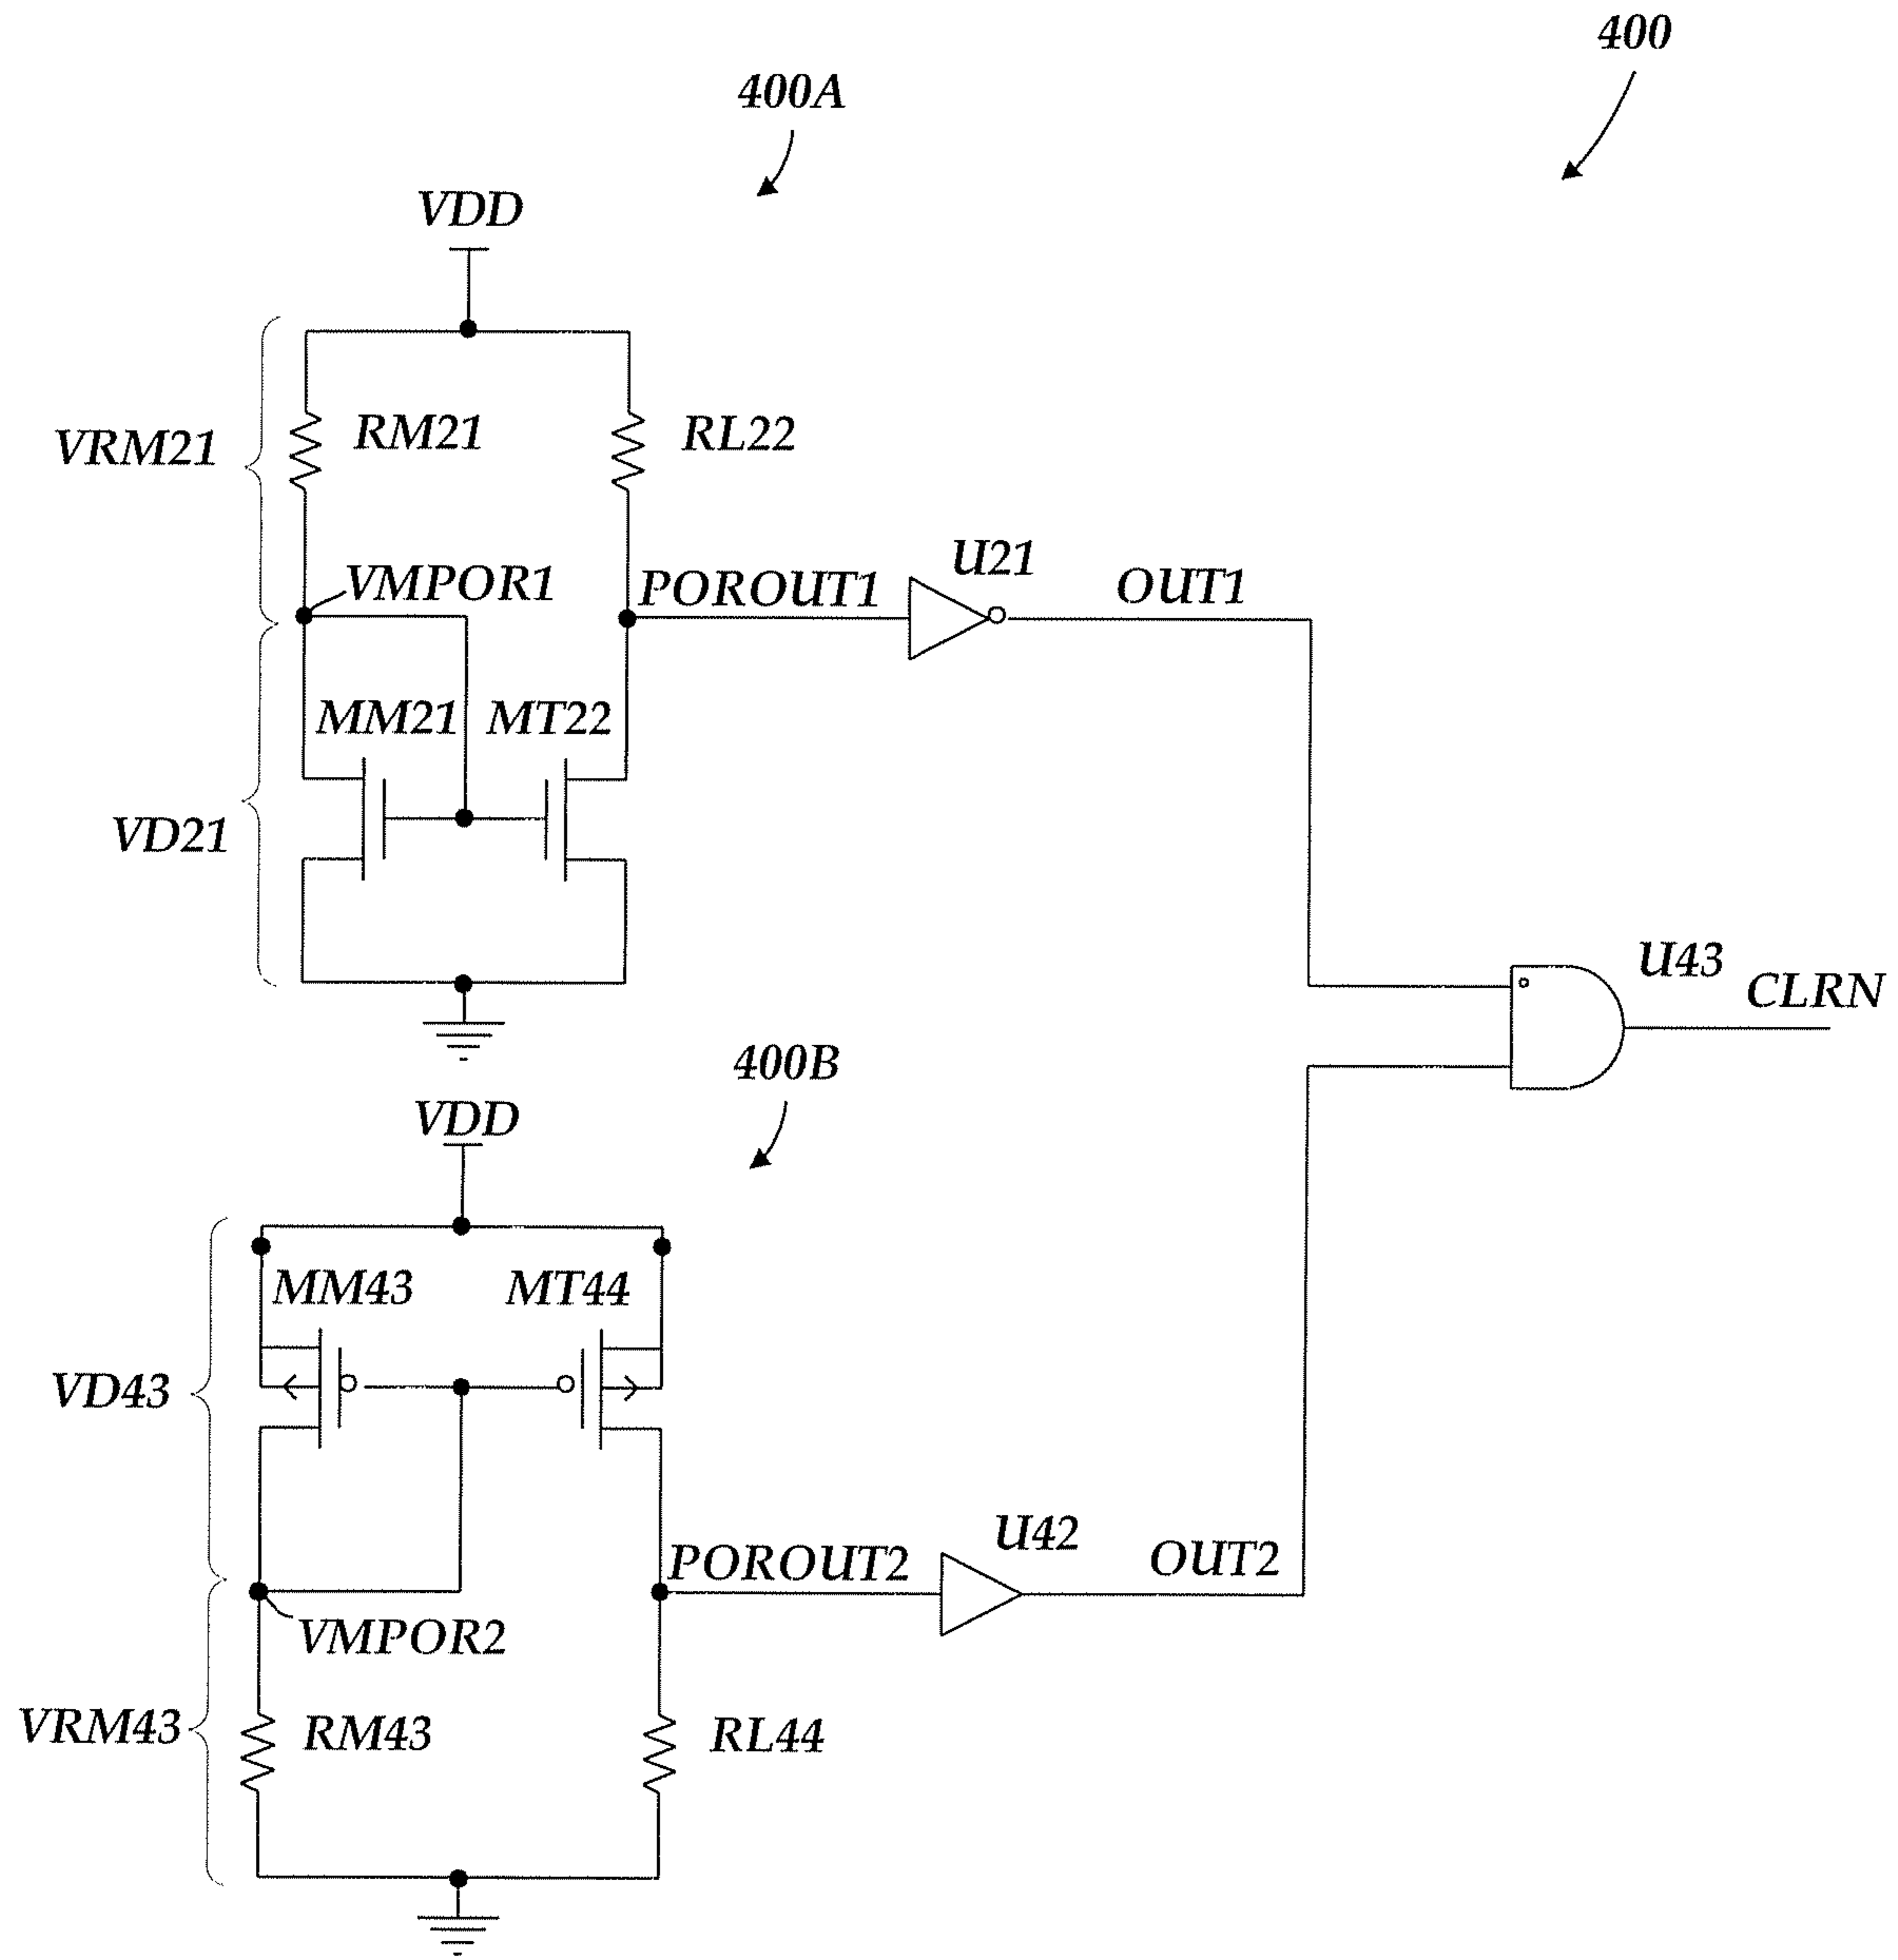 400
400A
VDD
VRM21
RM21
RL22
VMPOR1
POROUT1
U21
OUT1
MM21
MT22
VD21
U43
CLRN
400B
VDD
MM43
MT44
VD43
POROUT2
U42
OUT2
VMPOR2
VRM43
RM43
RL44